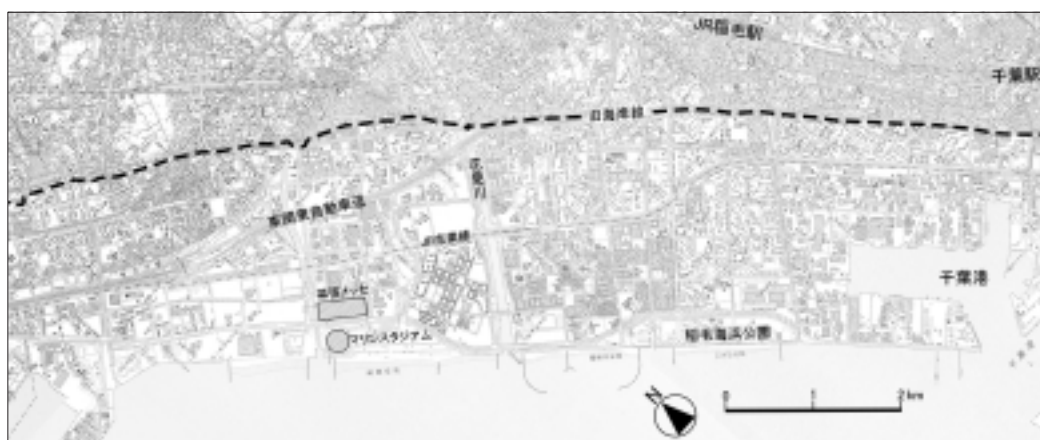 JR稲毛駅
千葉駅
旧海岸線
花見川
東関東自動車道
JR京葉線
幕張メッセ
千葉港
マリンスタジアム
稲毛海浜公園
N
0 1 2 km